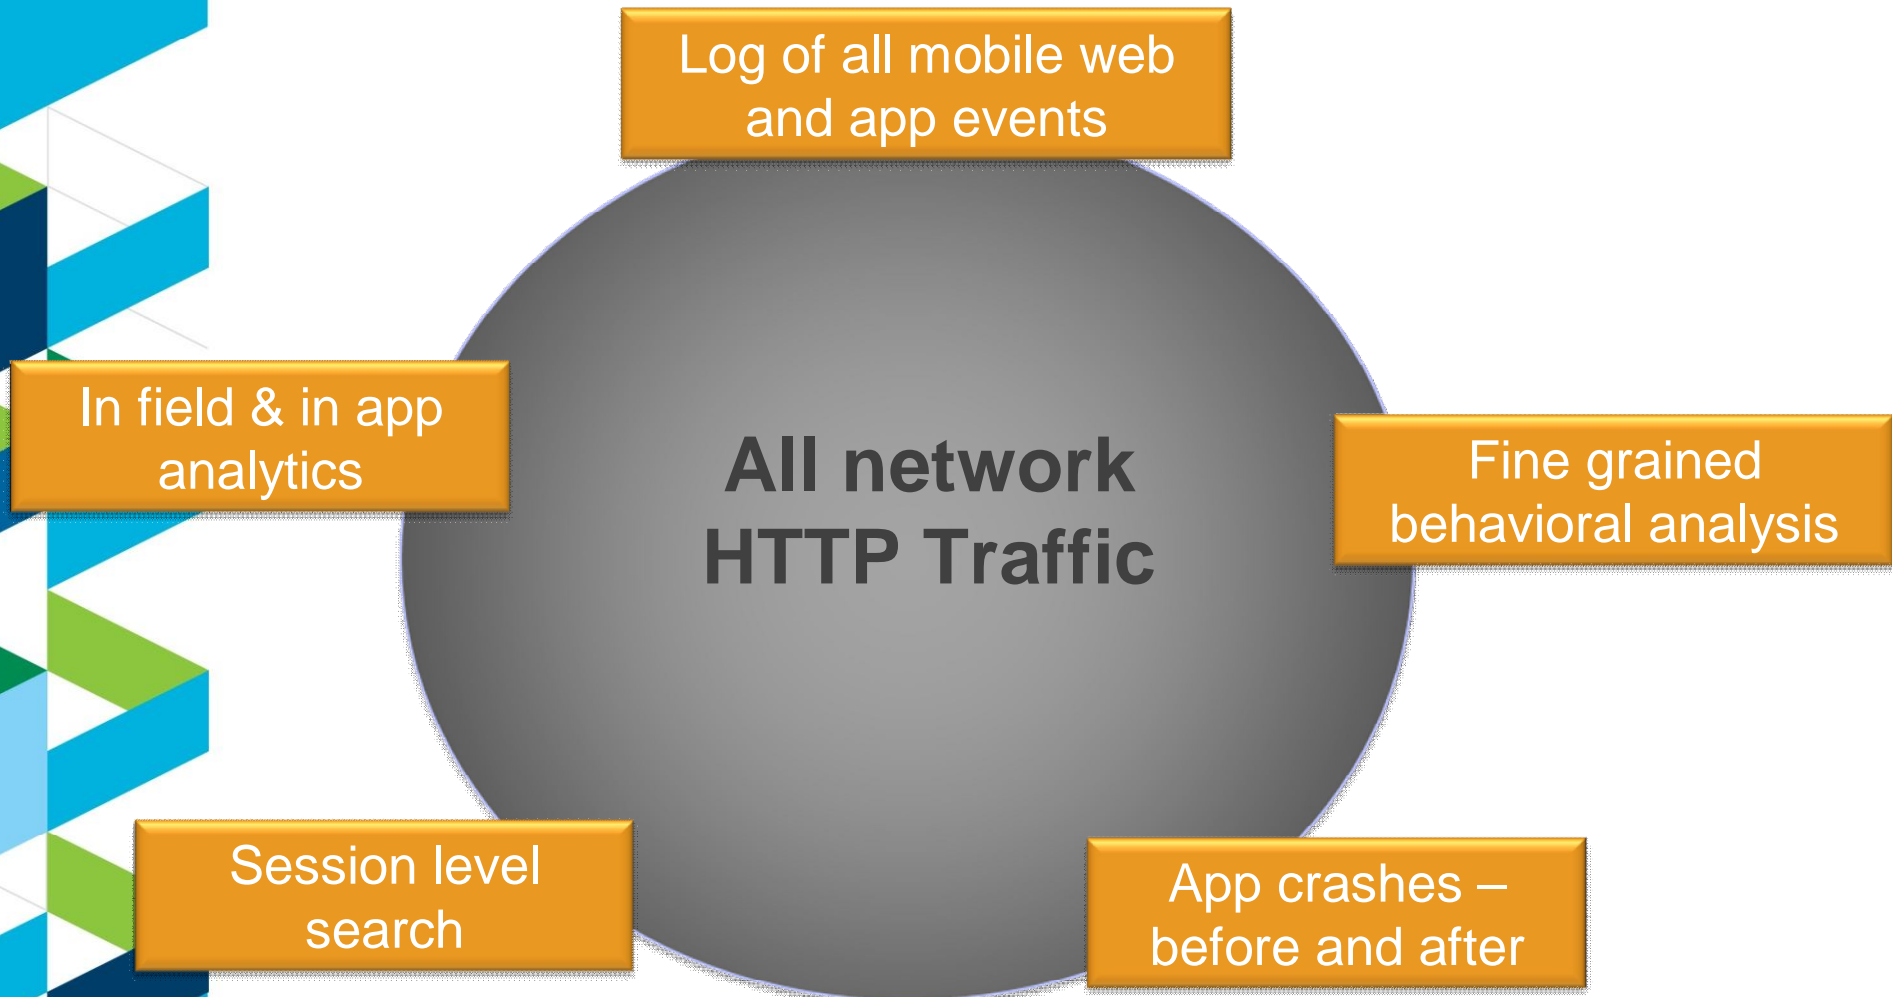 Log of all mobile web
and app events
In field & in app
analytics
All network
HTTP Traffic
Fine grained
behavioral analysis
Session level
search
App crashes –
before and after